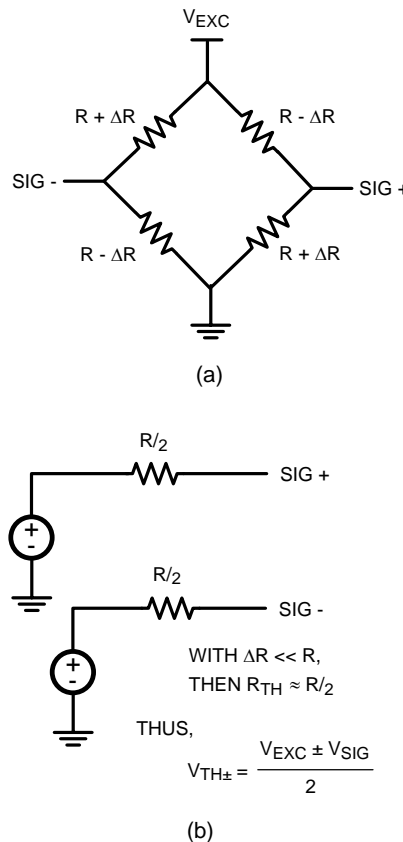 VEXC
R + ΔR
R - ΔR
SIG -
SIG +
R - ΔR
R + ΔR
(a)
R/2
SIG +
+
-
R/2
SIG -
+
-
WITH ΔR << R,
THEN RTH ≈ R/2
THUS,
VTH± = VEXC ± VSIG / 2
(b)